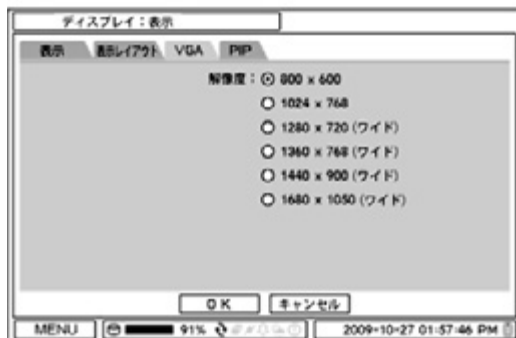 ディスプレイ：表示
表示 表示レイアウト VGA PIP
解像度： 800 x 600
1024 x 768
1280 x 720 (ワイド)
1360 x 768 (ワイド)
1440 x 900 (ワイド)
1680 x 1050 (ワイド)
OK キャンセル
MENU 91% 2009-10-27 01:57:46 PM